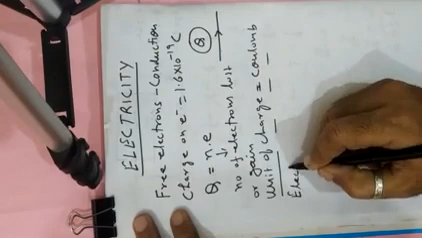 ELECTRICITY
Free electrons - Conduction
Charge on e⁻ = 1.6×10⁻¹⁹ C
Q = n.e Q
↓
no of electrons lost
or gain
Unit of charge = Coulomb
Elec